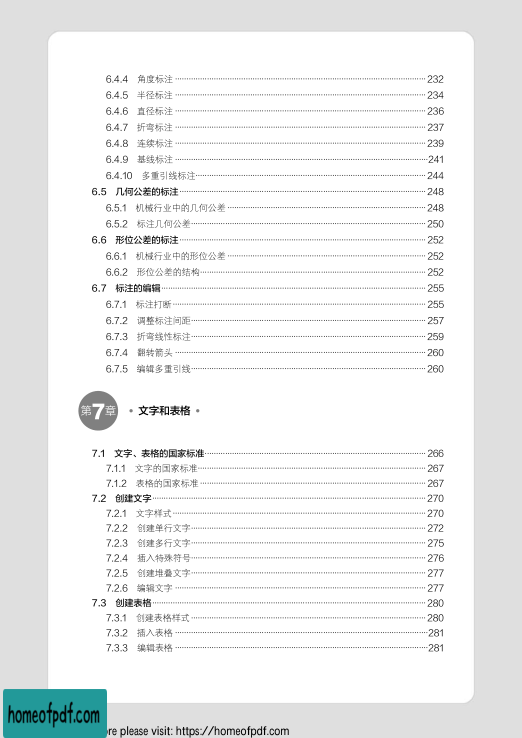 6.4.4 角度标注 232
6.4.5 半径标注 234
6.4.6 直径标注 236
6.4.7 折弯标注 237
6.4.8 连续标注 239
6.4.9 基线标注 241
6.4.10 多重引线标注 244
6.5 几何公差的标注 248
6.5.1 机械行业中的几何公差 248
6.5.2 标注几何公差 250
6.6 形位公差的标注 252
6.6.1 机械行业中的形位公差 252
6.6.2 形位公差的结构 252
6.7 标注的编辑 255
6.7.1 标注打断 255
6.7.2 调整标注间距 257
6.7.3 折弯线性标注 259
6.7.4 翻转箭头 260
6.7.5 编辑多重引线 260
第7章 • 文字和表格 •
7.1 文字、表格的国家标准 266
7.1.1 文字的国家标准 267
7.1.2 表格的国家标准 267
7.2 创建文字 270
7.2.1 文字样式 270
7.2.2 创建单行文字 272
7.2.3 创建多行文字 275
7.2.4 插入特殊符号 276
7.2.5 创建堆叠文字 277
7.2.6 编辑文字 277
7.3 创建表格 280
7.3.1 创建表格样式 280
7.3.2 插入表格 281
7.3.3 编辑表格 281
homeofpdf.com
re please visit: https://homeofpdf.com